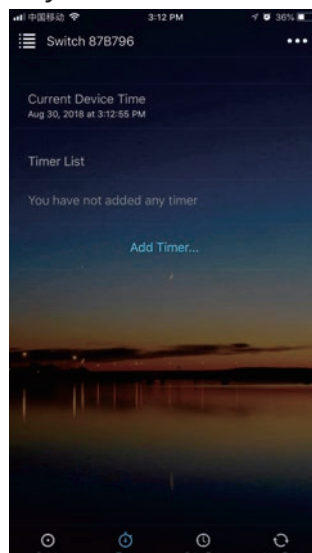 中国移动
3:12 PM
36%
Switch 87B796
Current Device Time
Aug 30, 2018 at 3:12:55 PM
Timer List
You have not added any timer
Add Timer...